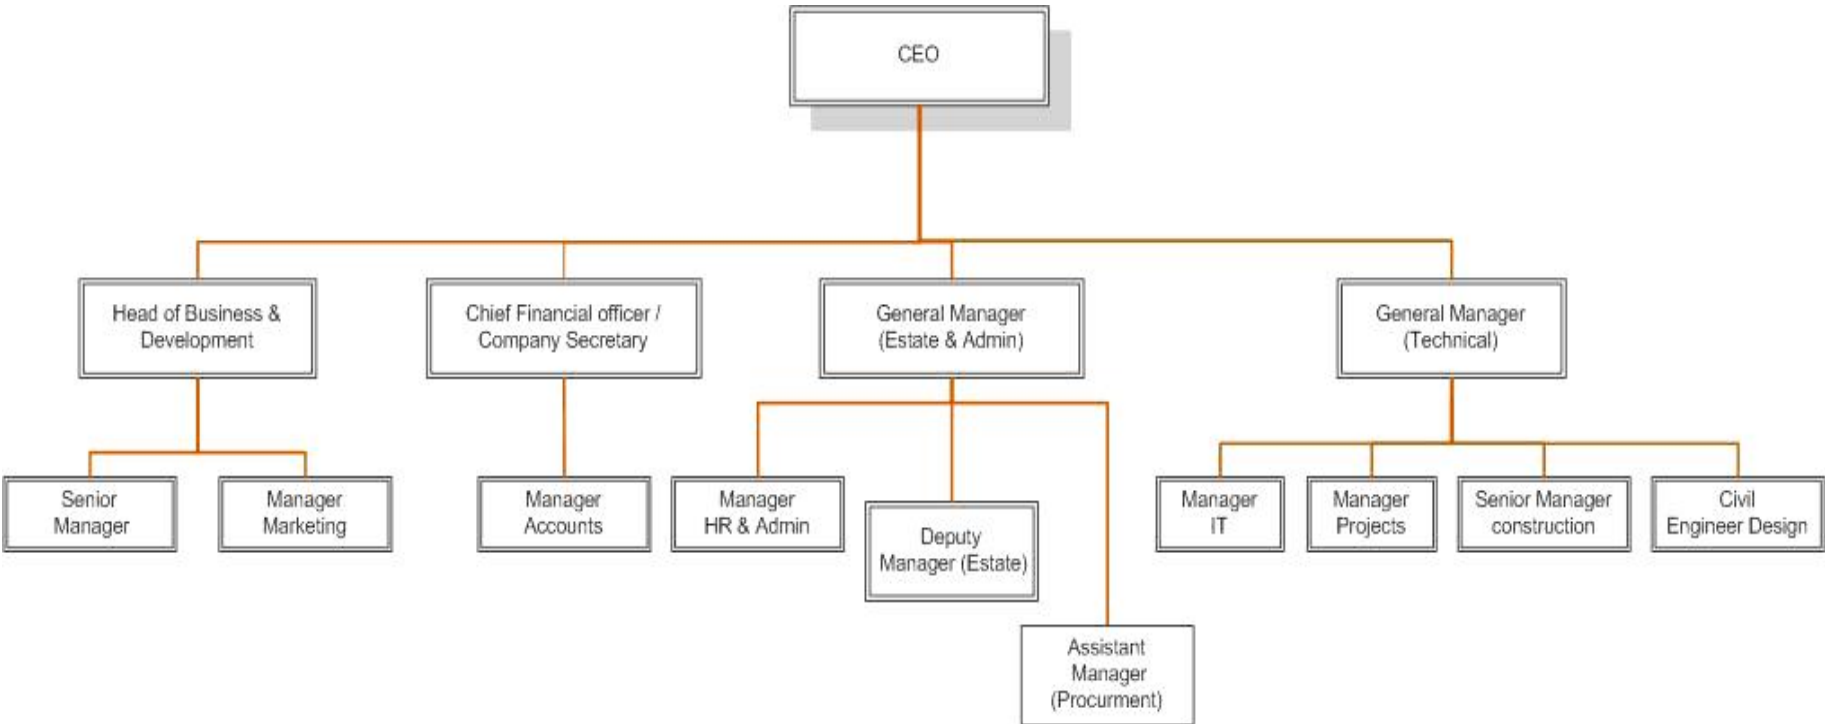 CEO
Head of Business &
Development
Chief Financial officer /
Company Secretary
General Manager
(Estate & Admin)
General Manager
(Technical)
Senior
Manager
Manager
Marketing
Manager
Accounts
Manager
HR & Admin
Deputy
Manager (Estate)
Assistant
Manager
(Procurment)
Manager
IT
Manager
Projects
Senior Manager
construction
Civil
Engineer Design